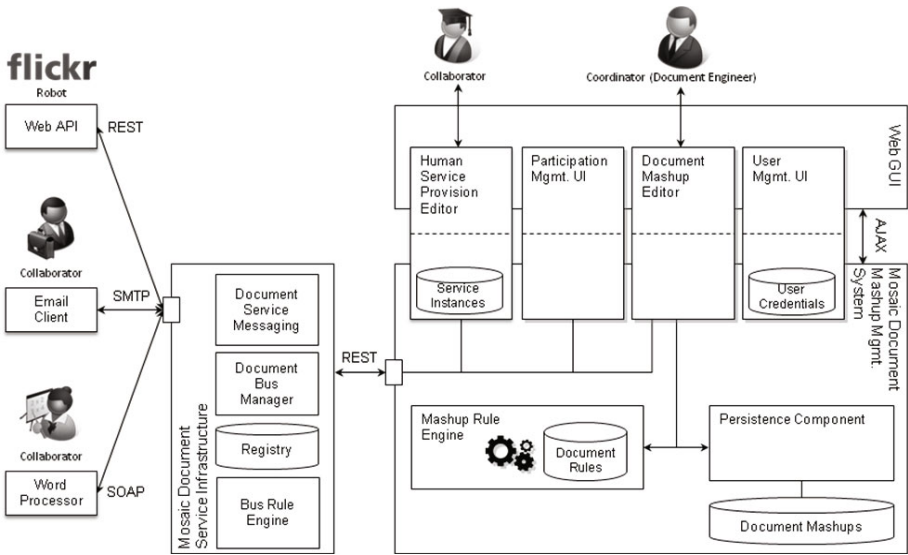 flickr
Robot
Web API
REST
Collaborator
Email
Client
SMTP
Collaborator
Word
Processor
SOAP
Mosaic Document
Service Infrastructure
Document
Service
Messaging
Document
Bus
Manager
Registry
Bus Rule
Engine
REST
Collaborator
Coordinator (Document Engineer)
Web GUI
Human
Service
Provision
Editor
Service
Instances
Participation
Mgmt. UI
Document
Mashup
Editor
User
Mgmt. UI
User
Credentials
AJAX
Mosaic Document
Mashup Mgmt.
System
Mashup Rule
Engine
Document
Rules
Persistence Component
Document Mashups